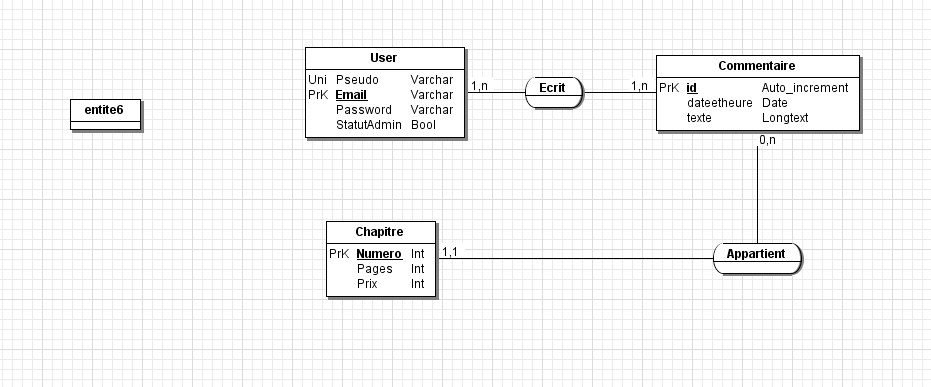 User
Uni Pseudo Varchar
PrK Email Varchar
Password Varchar
StatutAdmin Bool
1,n
Ecrit
1,n
Commentaire
PrK id Auto_increment
dateetheure Date
texte Longtext
0,n
entite6
Chapitre
PrK Numero Int
Pages Int
Prix Int
1,1
Appartient